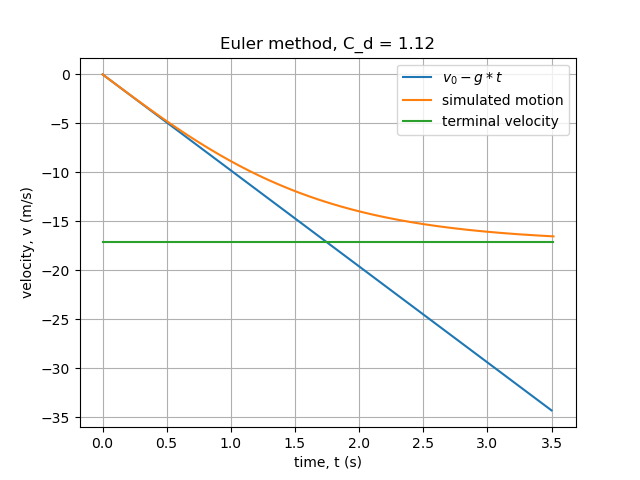 Euler method, C_d = 1.12
v₀ − g * t
simulated motion
terminal velocity
velocity, v (m/s)
0
−5
−10
−15
−20
−25
−30
−35
0.0 0.5 1.0 1.5 2.0 2.5 3.0 3.5
time, t (s)